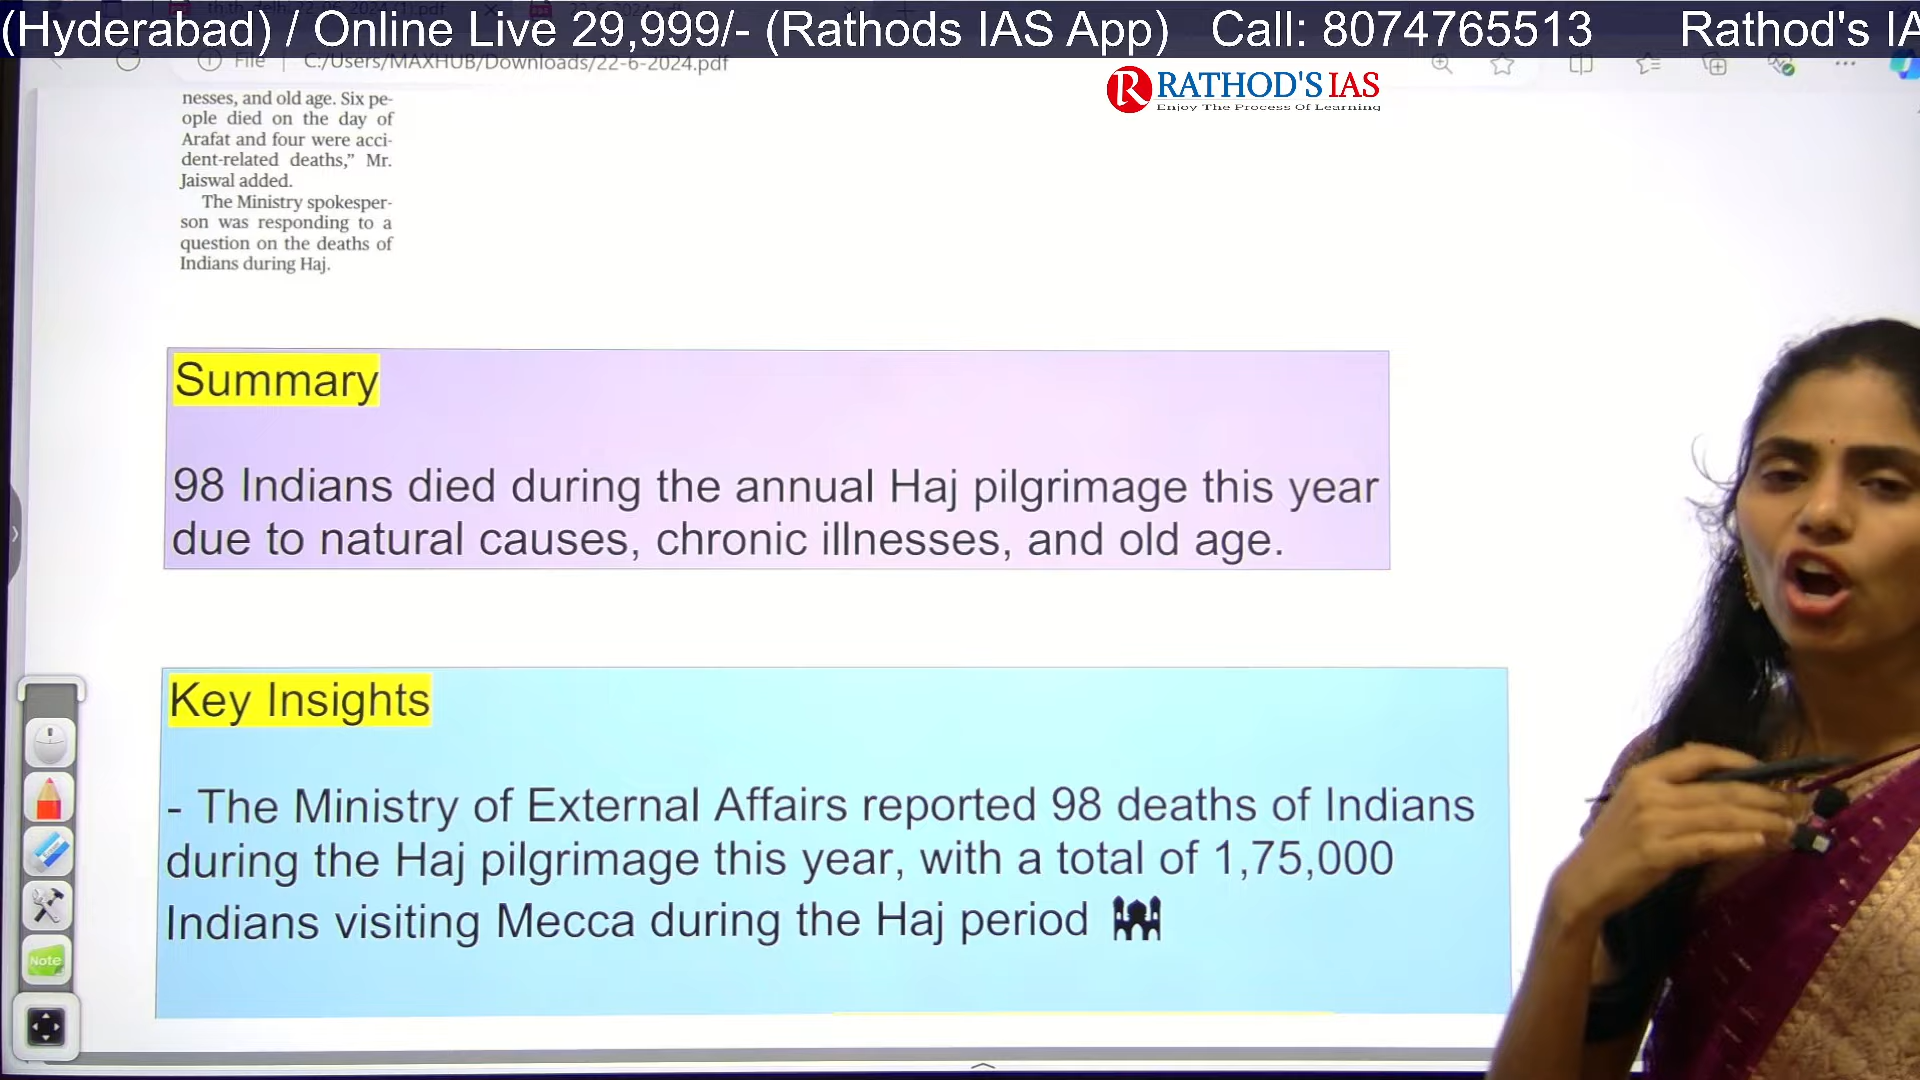 (Hyderabad) / Online Live 29,999/- (Rathods IAS App) Call: 8074765513 Rathod's IA
File | C:/Users/MAXHUB/Downloads/22-6-2024.pdf
RATHOD'S IAS
Enjoy The Process Of Learning
nesses, and old age. Six pe-
ople died on the day of
Arafat and four were acci-
dent-related deaths,” Mr.
Jaiswal added.
The Ministry spokesper-
son was responding to a
question on the deaths of
Indians during Haj.
Summary
98 Indians died during the annual Haj pilgrimage this year
due to natural causes, chronic illnesses, and old age.
Key Insights
- The Ministry of External Affairs reported 98 deaths of Indians
during the Haj pilgrimage this year, with a total of 1,75,000
Indians visiting Mecca during the Haj period
Note